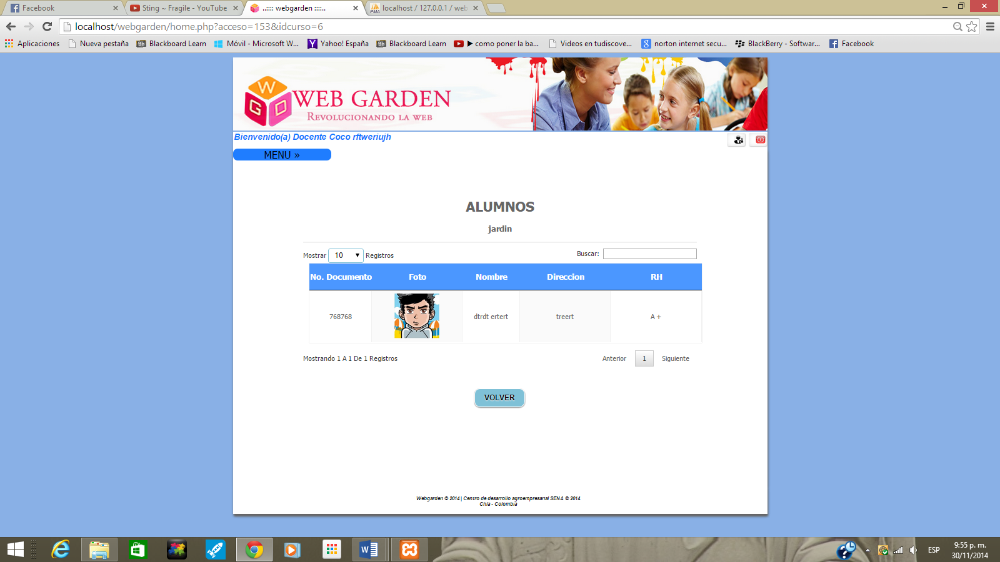 Facebook
Sting ~ Fragile - YouTube
..:::: webgarden ::::..
localhost / 127.0.0.1 / web
localhost/webgarden/home.php?acceso=153&idcurso=6
Aplicaciones
Nueva pestaña
Blackboard Learn
Móvil - Microsoft W...
Yahoo! España
Blackboard Learn
como poner la ba...
Videos en tudiscove...
norton internet secu...
BlackBerry - Softwar...
Facebook
W G D
WEB GARDEN
REVOLUCIONANDO LA WEB
Bienvenido(a) Docente Coco rftweriujh
MENU »
ALUMNOS
jardin
Mostrar 10 Registros
Buscar:
No. Documento Foto Nombre Direccion RH
768768 dtrdt ertert treert A +
Mostrando 1 A 1 De 1 Registros
Anterior 1 Siguiente
VOLVER
Webgarden © 2014 | Centro de desarrollo agroempresarial SENA © 2014
Chía - Colombia
ESP
9:55 p. m.
30/11/2014